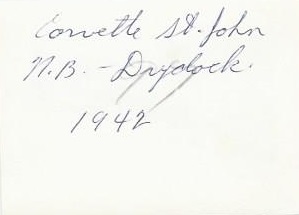 Corvette St. John
N.B. - Drydock.
1942